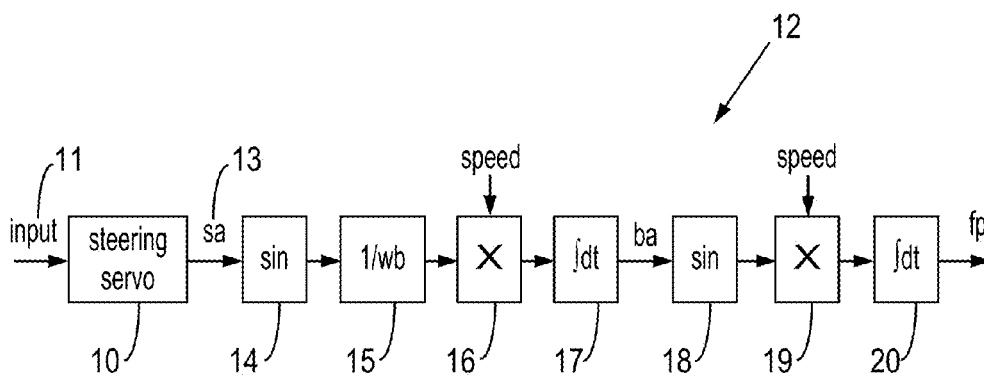 12
11
13
speed
speed
input
steering
servo
sa
sin
1/wb
X
∫dt
ba
sin
X
∫dt
fp
10
14
15
16
17
18
19
20